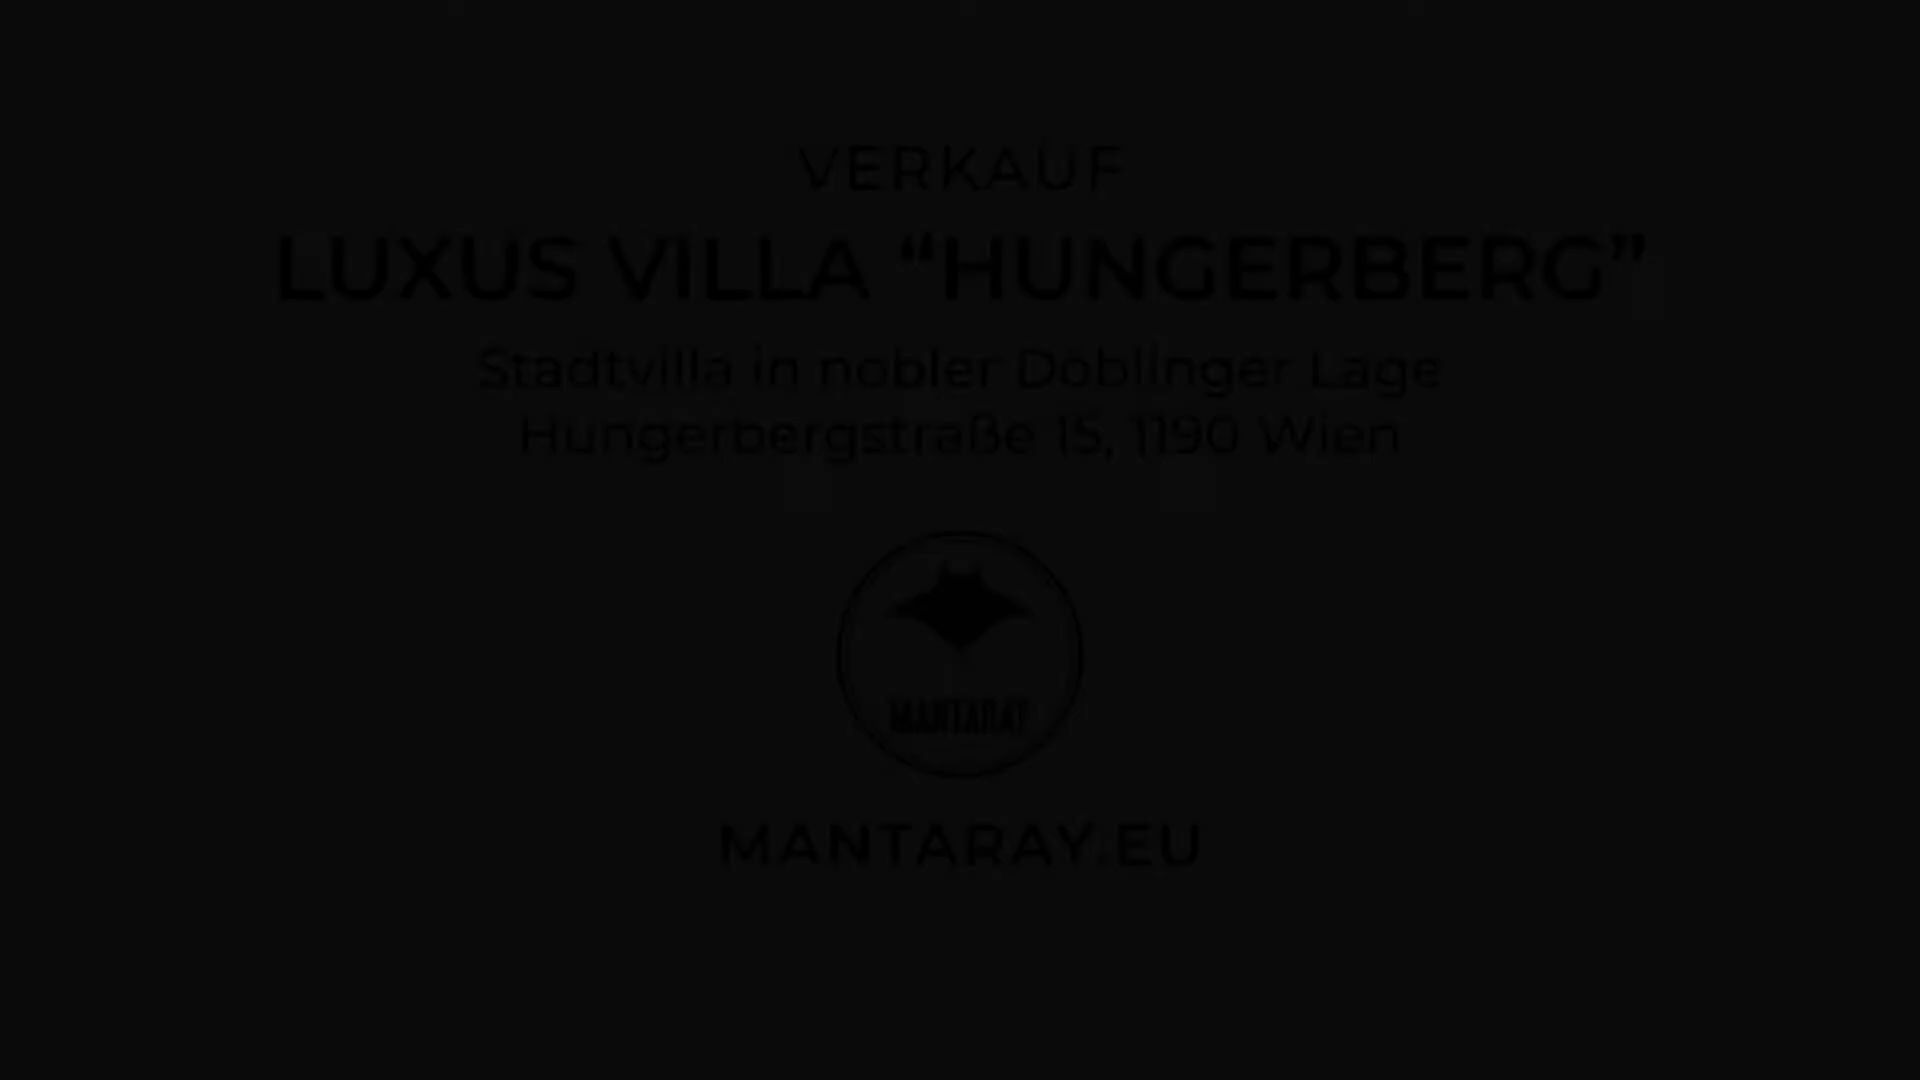 VERKAUF
LUXUS VILLA “HUNGERBERG”
Stadtvilla in nobler Döblinger Lage
Hungerbergstraße 15, 1190 Wien
MANTARAY
MANTARAY.EU